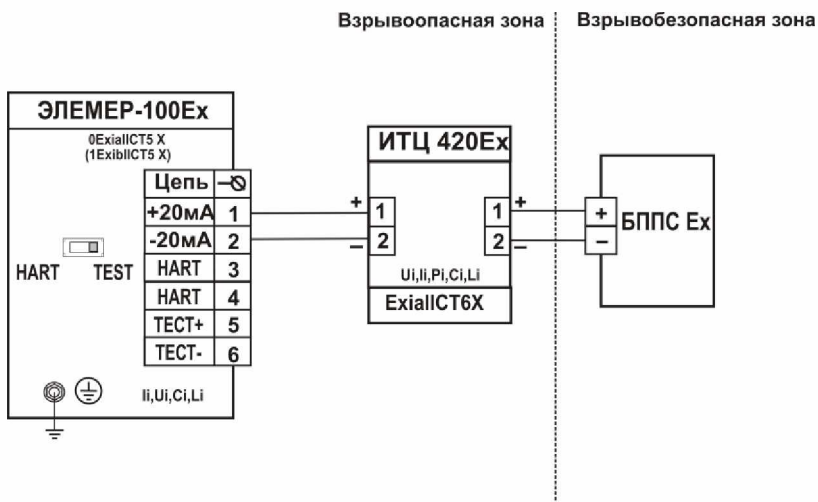 Взрывоопасная зона
Взрывобезопасная зона
ЭЛЕМЕР-100Ex
0ExiaIICT5 X
(1ExibIICT5 X)
Цепь
+20мА 1
-20мА 2
HART 3
HART 4
ТЕСТ+ 5
ТЕСТ- 6
HART TEST
Ii,Ui,Ci,Li
ИТЦ 420Ex
+ 1 1 +
– 2 2 –
Ui,Ii,Pi,Ci,Li
ExiaIICT6X
+
–
БППС Ex